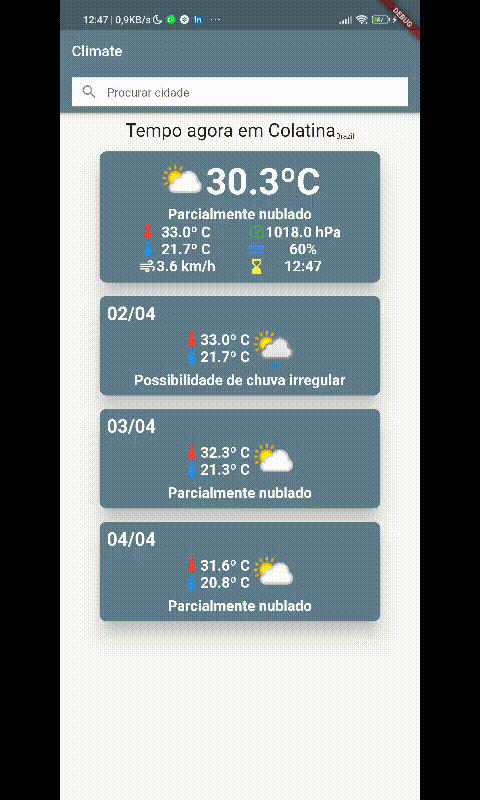 12:47 | 0,9KB/s
DEBUG
Climate
Procurar cidade
Tempo agora em Colatina Brazil
30.3ºC
Parcialmente nublado
33.0º C 1018.0 hPa
21.7º C 60%
3.6 km/h 12:47
02/04
33.0º C
21.7º C
Possibilidade de chuva irregular
03/04
32.3º C
21.3º C
Parcialmente nublado
04/04
31.6º C
20.8º C
Parcialmente nublado